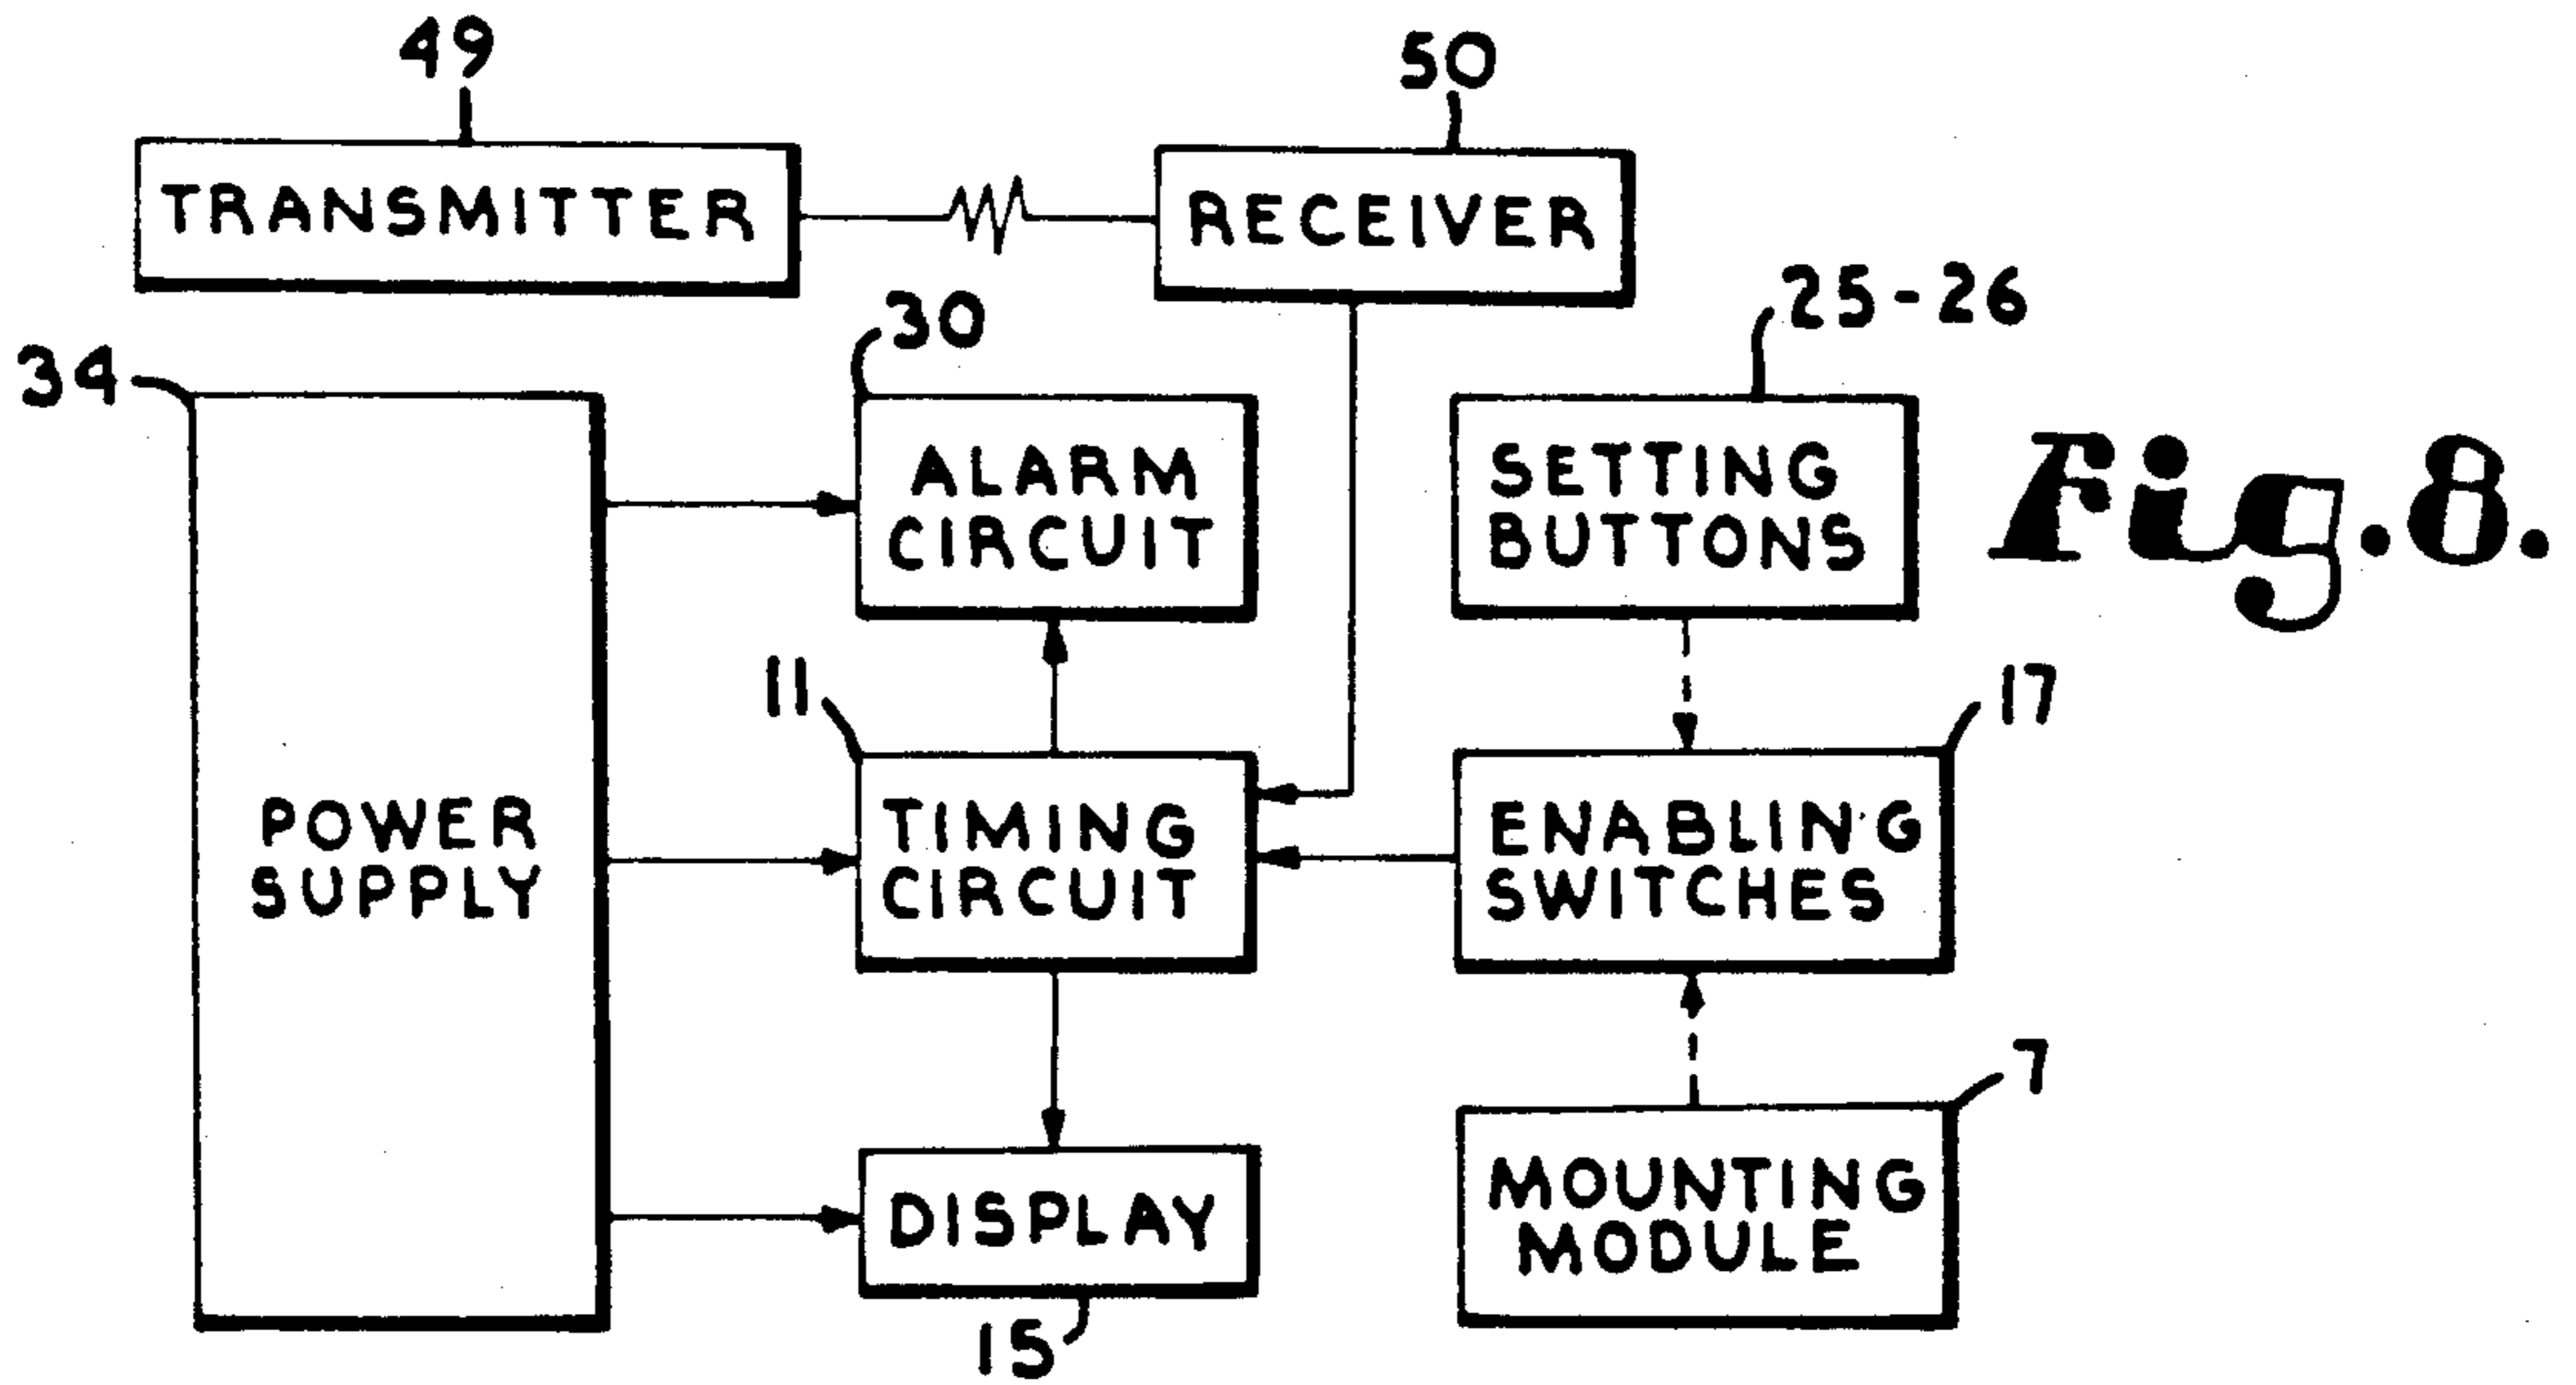 49
50
TRANSMITTER
RECEIVER
25-26
30
34
ALARM
CIRCUIT
SETTING
BUTTONS
Fig.8.
11
17
POWER
SUPPLY
TIMING
CIRCUIT
ENABLING
SWITCHES
7
DISPLAY
MOUNTING
MODULE
15